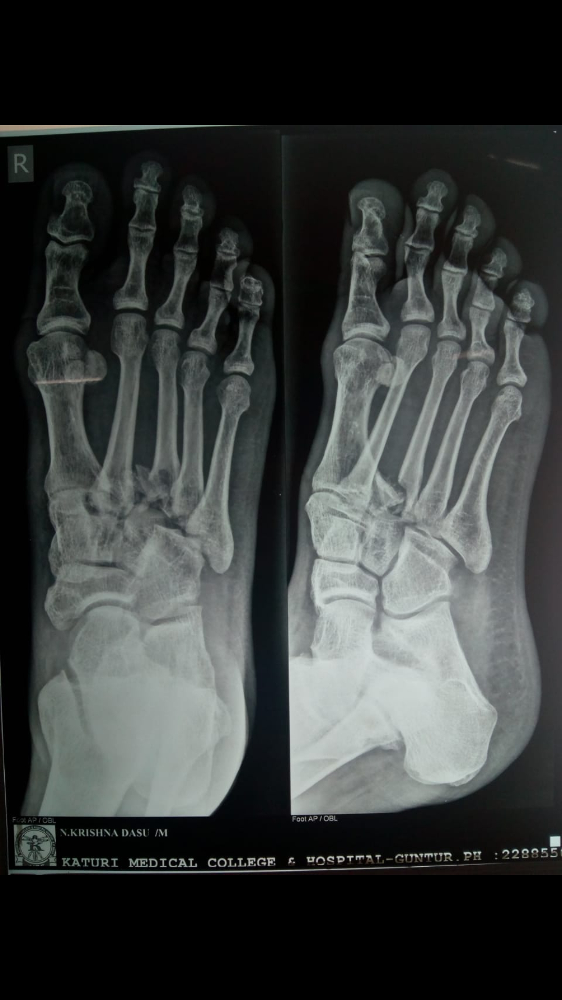 R
Foot AP / OBL
Foot AP / OBL
N.KRISHNA DASU /M
KATURI MEDICAL COLLEGE & HOSPITAL-GUNTUR.PH :228855